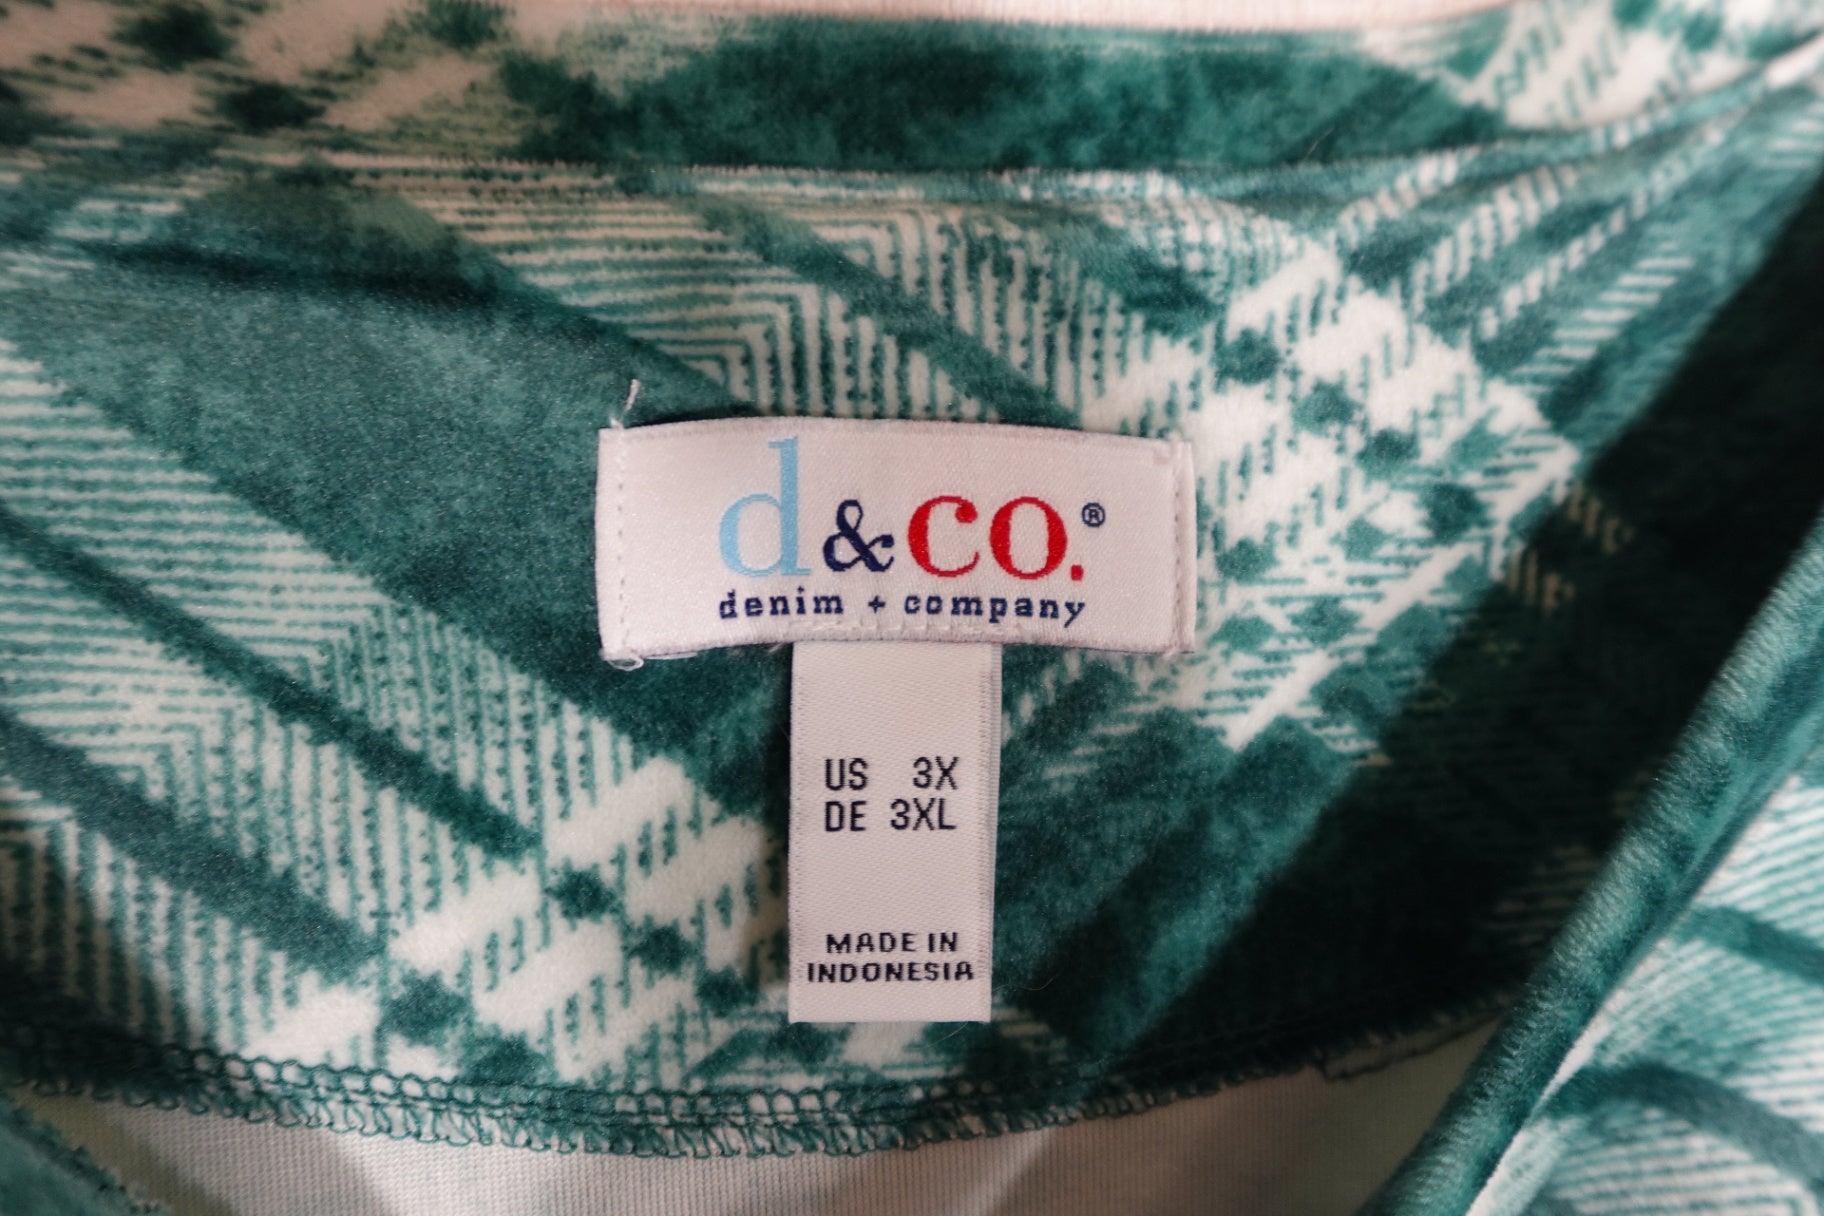 d&co.®
denim + company
US 3X
DE 3XL
MADE IN
INDONESIA